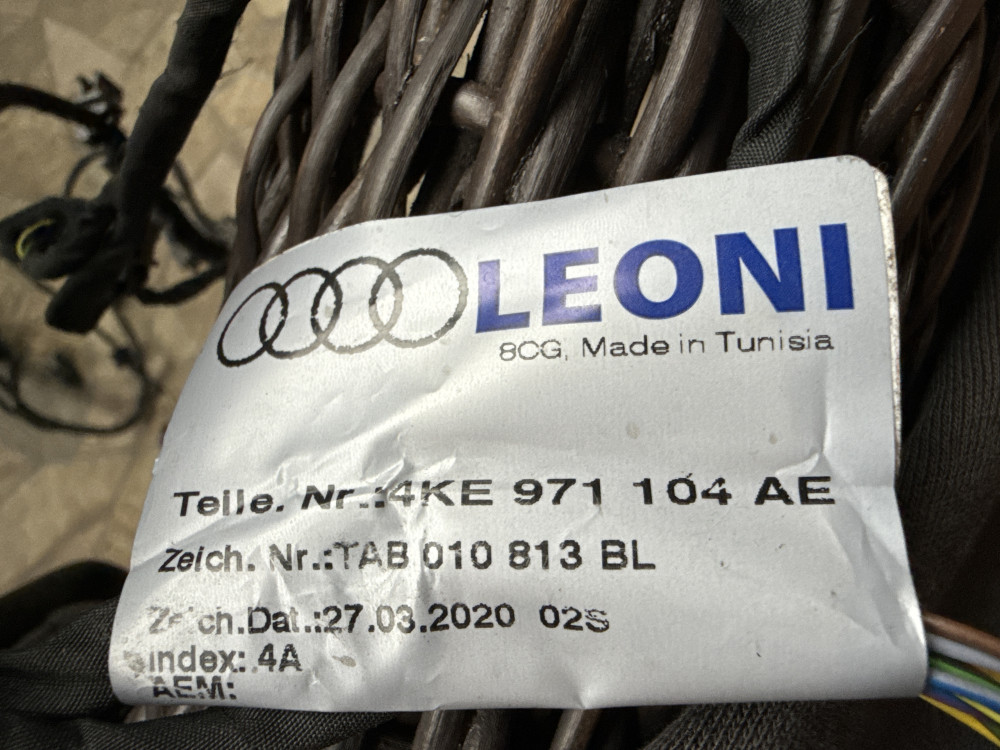 LEONI
8CG, Made in Tunisia
Teile. Nr.:4KE 971 104 AE
Zeich. Nr.:TAB 010 813 BL
Zeich.Dat.:27.03.2020 02S
index: 4A
AEM: